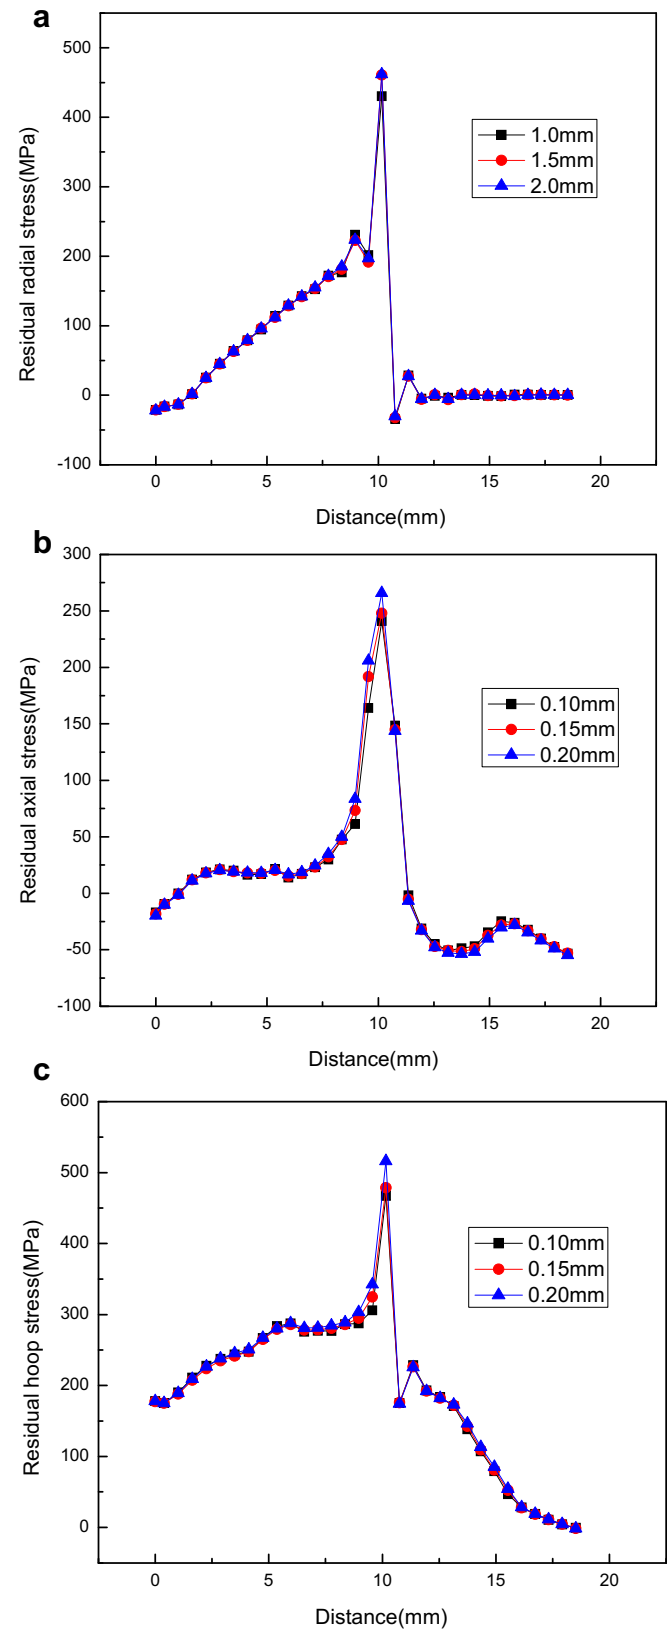 a
500
400
300
200
100
0
-100
Residual radial stress(MPa)
1.0mm
1.5mm
2.0mm
0 5 10 15 20
Distance(mm)
b
300
250
200
150
100
50
0
-50
-100
Residual axial stress(MPa)
0.10mm
0.15mm
0.20mm
0 5 10 15 20
Distance(mm)
c
600
500
400
300
200
100
0
Residual hoop stress(MPa)
0.10mm
0.15mm
0.20mm
0 5 10 15 20
Distance(mm)